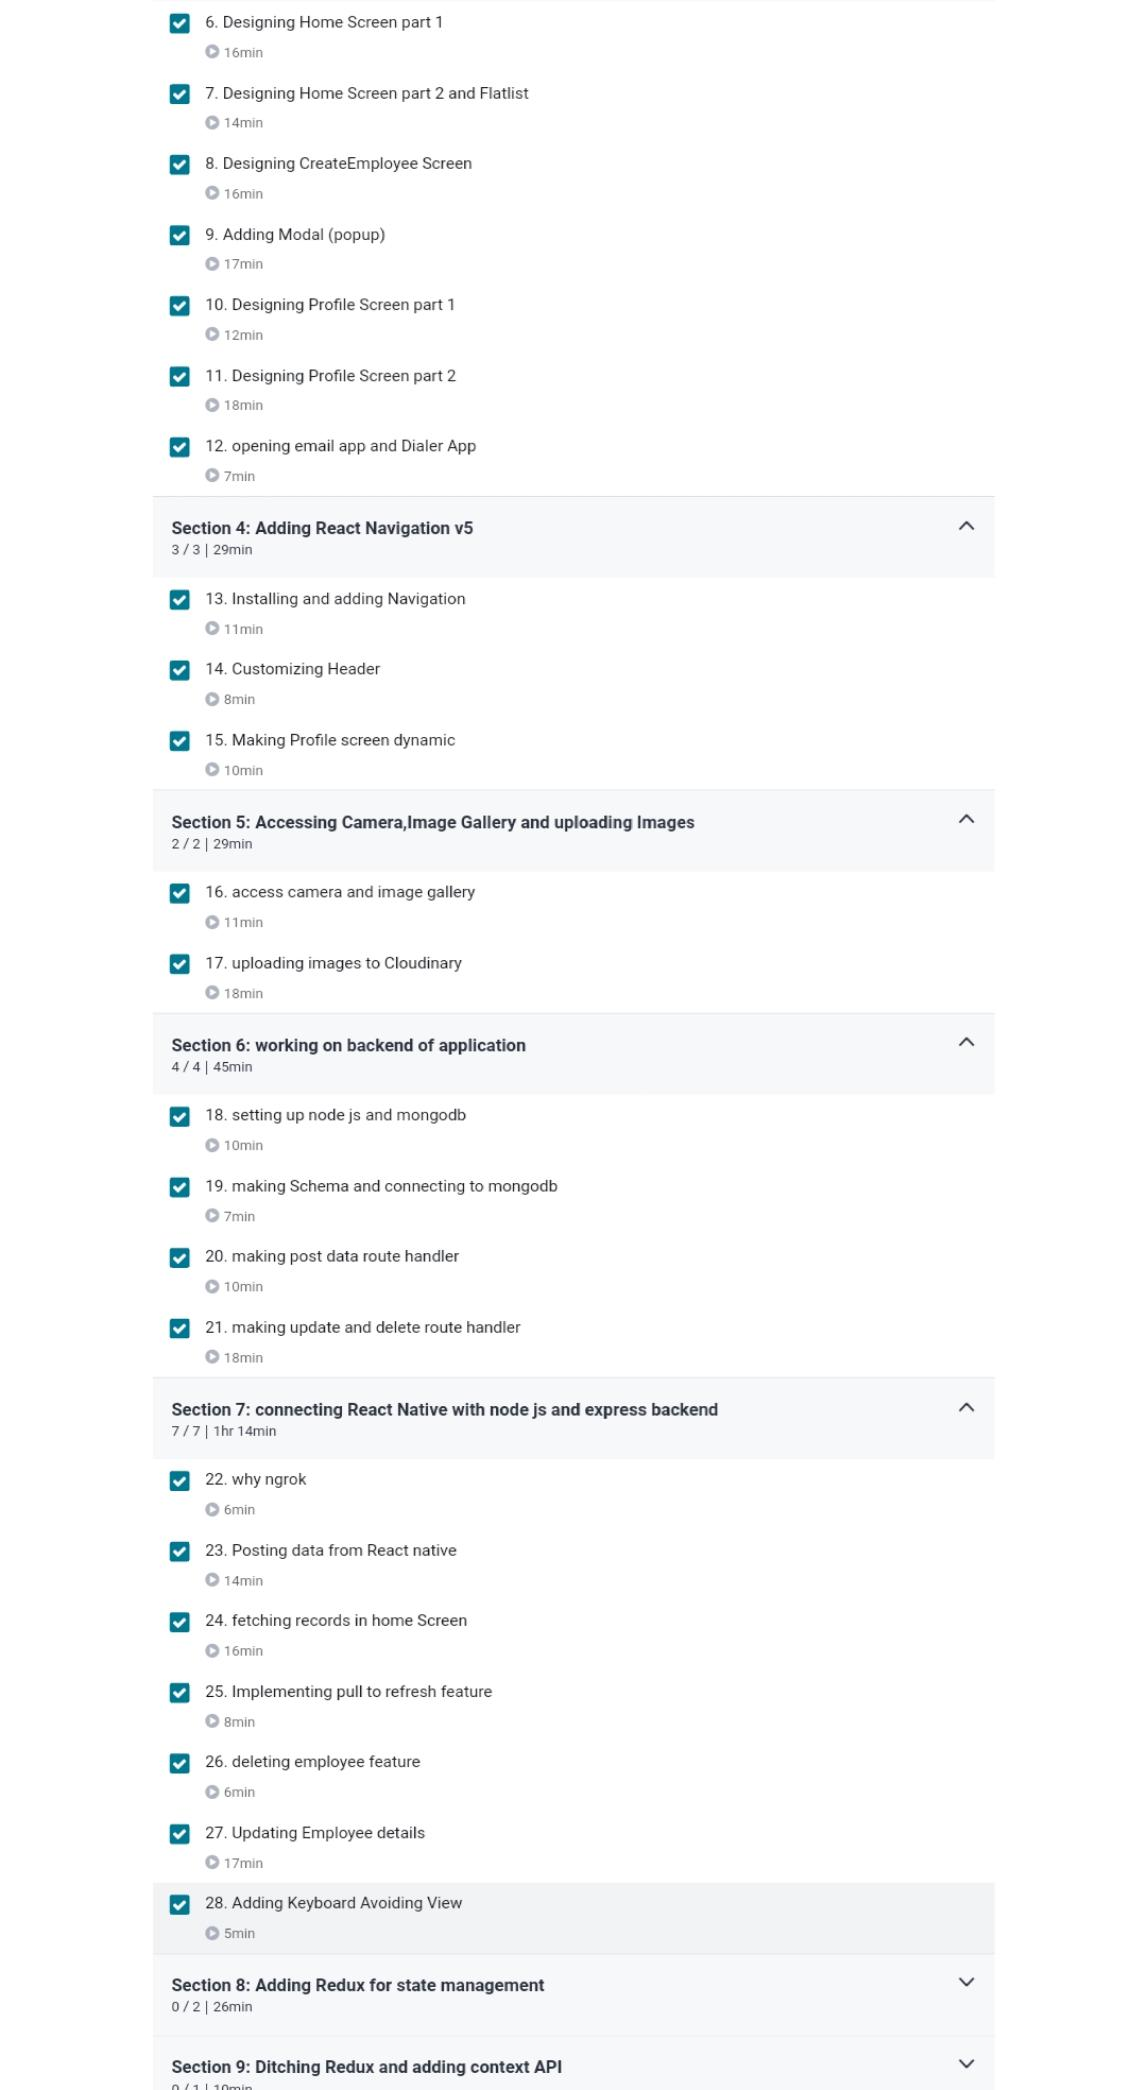 6. Designing Home Screen part 1
16min
7. Designing Home Screen part 2 and Flatlist
14min
8. Designing CreateEmployee Screen
16min
9. Adding Modal (popup)
17min
10. Designing Profile Screen part 1
12min
11. Designing Profile Screen part 2
18min
12. opening email app and Dialer App
7min
Section 4: Adding React Navigation v5
3 / 3 | 29min
13. Installing and adding Navigation
11min
14. Customizing Header
8min
15. Making Profile screen dynamic
10min
Section 5: Accessing Camera,Image Gallery and uploading Images
2 / 2 | 29min
16. access camera and image gallery
11min
17. uploading images to Cloudinary
18min
Section 6: working on backend of application
4 / 4 | 45min
18. setting up node js and mongodb
10min
19. making Schema and connecting to mongodb
7min
20. making post data route handler
10min
21. making update and delete route handler
18min
Section 7: connecting React Native with node js and express backend
7 / 7 | 1hr 14min
22. why ngrok
6min
23. Posting data from React native
14min
24. fetching records in home Screen
16min
25. Implementing pull to refresh feature
8min
26. deleting employee feature
6min
27. Updating Employee details
17min
28. Adding Keyboard Avoiding View
5min
Section 8: Adding Redux for state management
0 / 2 | 26min
Section 9: Ditching Redux and adding context API
0 / 1 | 10min